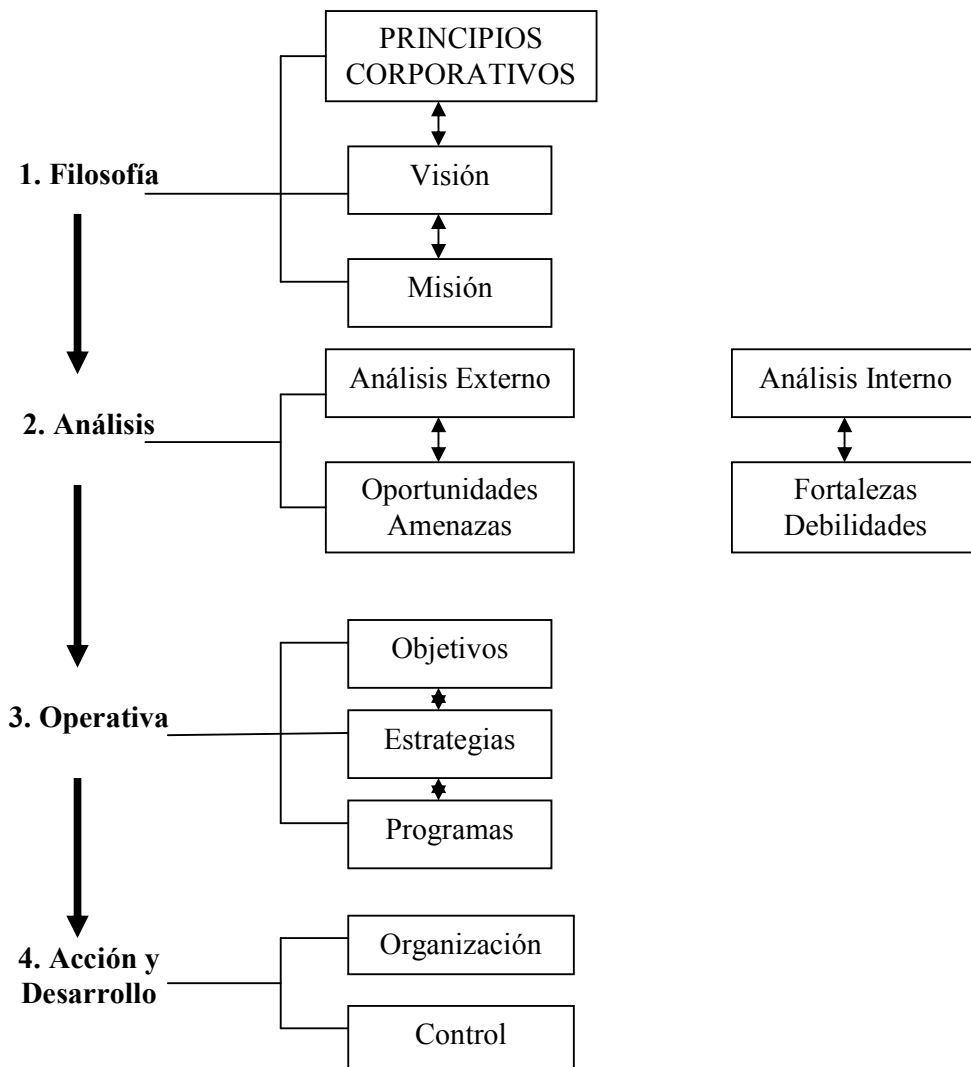 PRINCIPIOS
CORPORATIVOS
1. Filosofía
Visión
Misión
Análisis Externo
Análisis Interno
2. Análisis
Oportunidades
Amenazas
Fortalezas
Debilidades
Objetivos
3. Operativa
Estrategias
Programas
4. Acción y
Desarrollo
Organización
Control